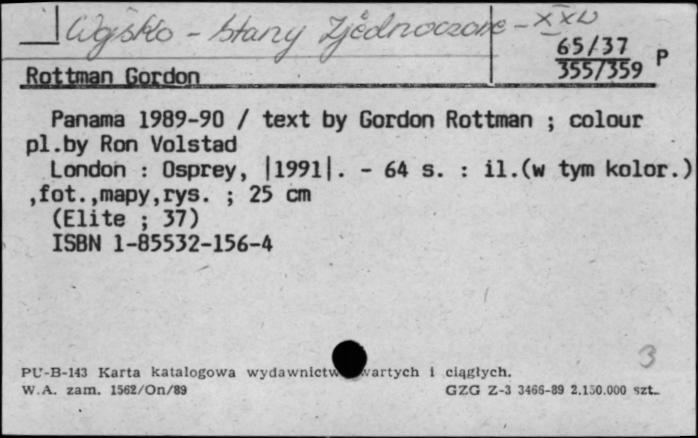 Wojsko - Stany Zjednoczone - XX w
65/37 P
355/359
Rottman Gordon
Panama 1989-90 / text by Gordon Rottman ; colour
pl.by Ron Volstad
London : Osprey, |1991|. - 64 s. : il.(w tym kolor.)
,fot.,mapy,rys. ; 25 cm
(Elite ; 37)
ISBN 1-85532-156-4
3
PU-B-143 Karta katalogowa wydawnictw wartych i ciągłych.
W.A. zam. 1562/On/89 GZG Z-3 3466-89 2.150.000 szt.